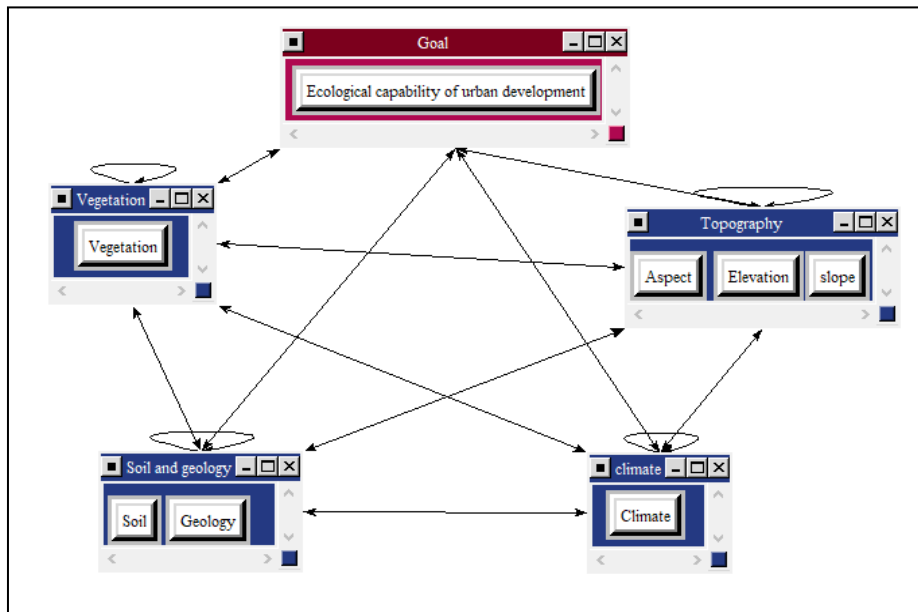 Goal
Ecological capability of urban development
Vegetation
Vegetation
Topography
Aspect
Elevation
slope
Soil and geology
Soil
Geology
climate
Climate